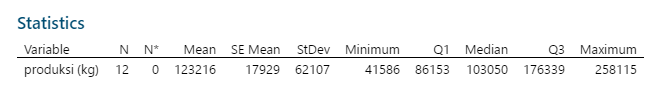 Statistics
Variable N N* Mean SE Mean StDev Minimum Q1 Median Q3 Maximum
produksi (kg) 12 0 123216 17929 62107 41586 86153 103050 176339 258115